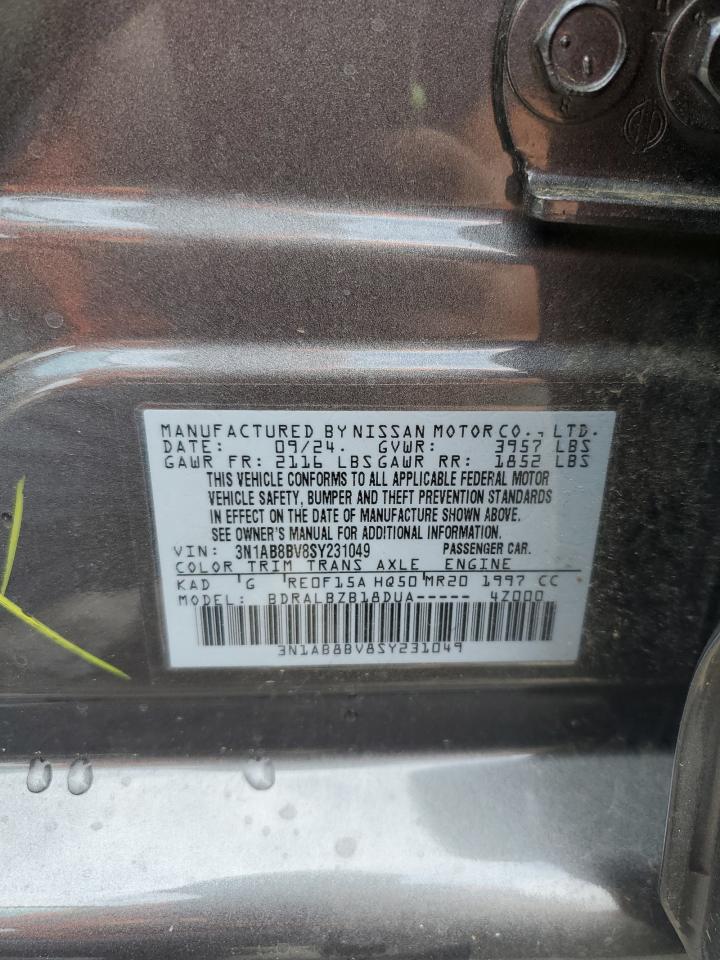 MANUFACTURED BY NISSAN MOTOR CO., LTD.
DATE: 09/24. GVWR: 3957 LBS
GAWR FR: 2116 LBS GAWR RR: 1852 LBS
THIS VEHICLE CONFORMS TO ALL APPLICABLE FEDERAL MOTOR
VEHICLE SAFETY, BUMPER AND THEFT PREVENTION STANDARDS
IN EFFECT ON THE DATE OF MANUFACTURE SHOWN ABOVE.
SEE OWNER'S MANUAL FOR ADDITIONAL INFORMATION.
VIN: 3N1AB8BV8SY231049 PASSENGER CAR.
COLOR TRIM TRANS AXLE ENGINE
KAD 'G RE0F15A HQ50 MR20 1997 CC
MODEL: BDRALBZB18DUA----- 4Z000
3N1AB8BV8SY231049